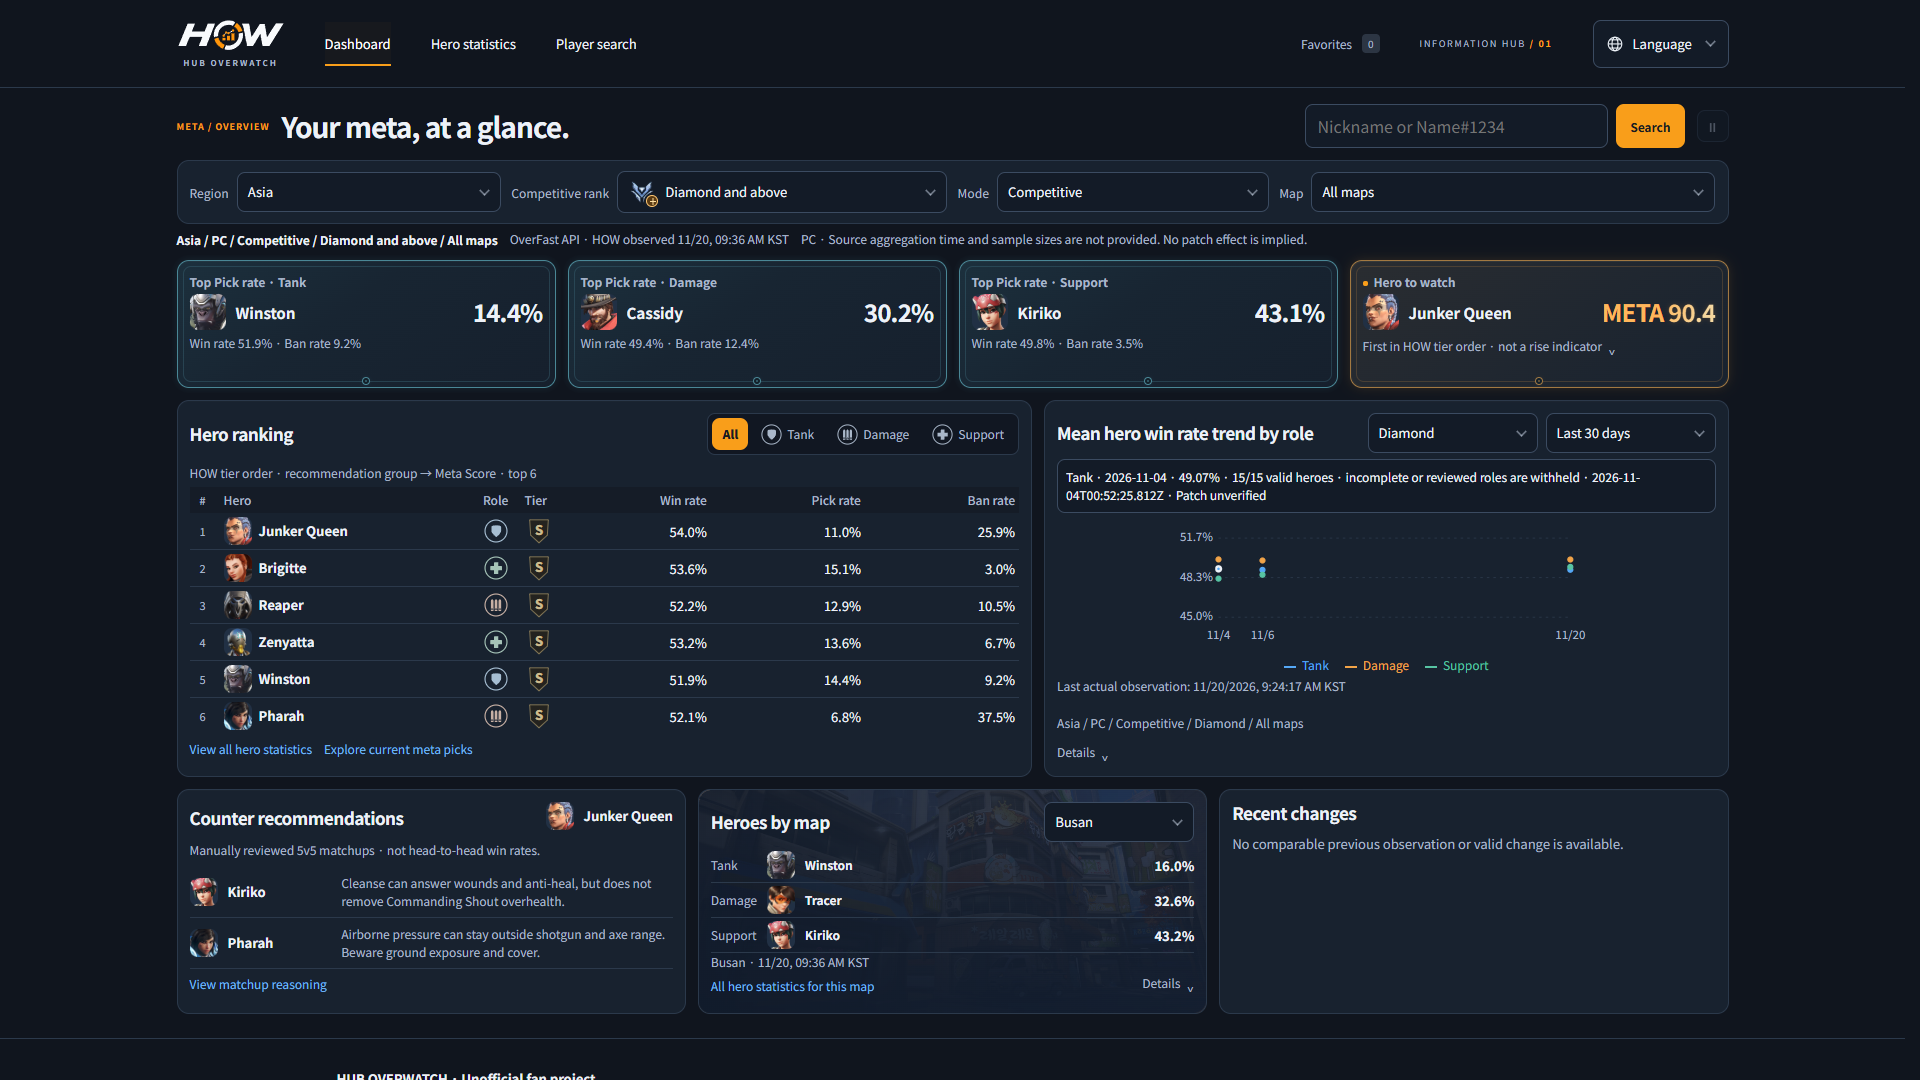 HOW
HUB OVERWATCH
Dashboard
Hero statistics
Player search
Favorites 0
INFORMATION HUB / 01
Language
META / OVERVIEW
Your meta, at a glance.
Nickname or Name#1234
Search
Region
Asia
Competitive rank
Diamond and above
Mode
Competitive
Map
All maps
Asia / PC / Competitive / Diamond and above / All maps
OverFast API · HOW observed 11/20, 09:36 AM KST
PC · Source aggregation time and sample sizes are not provided. No patch effect is implied.
Top Pick rate · Tank
Winston
14.4%
Win rate 51.9% · Ban rate 9.2%
Top Pick rate · Damage
Cassidy
30.2%
Win rate 49.4% · Ban rate 12.4%
Top Pick rate · Support
Kiriko
43.1%
Win rate 49.8% · Ban rate 3.5%
Hero to watch
Junker Queen
META 90.4
First in HOW tier order · not a rise indicator
Hero ranking
All
Tank
Damage
Support
HOW tier order · recommendation group → Meta Score · top 6
# Hero Role Tier Win rate Pick rate Ban rate
1 Junker Queen S 54.0% 11.0% 25.9%
2 Brigitte S 53.6% 15.1% 3.0%
3 Reaper S 52.2% 12.9% 10.5%
4 Zenyatta S 53.2% 13.6% 6.7%
5 Winston S 51.9% 14.4% 9.2%
6 Pharah S 52.1% 6.8% 37.5%
View all hero statistics
Explore current meta picks
Mean hero win rate trend by role
Diamond
Last 30 days
Tank · 2026-11-04 · 49.07% · 15/15 valid heroes · incomplete or reviewed roles are withheld · 2026-11-
04T00:52:25.812Z · Patch unverified
51.7%
48.3%
45.0%
11/4
11/6
11/20
Tank
Damage
Support
Last actual observation: 11/20/2026, 9:24:17 AM KST
Asia / PC / Competitive / Diamond / All maps
Details
Counter recommendations
Junker Queen
Manually reviewed 5v5 matchups · not head-to-head win rates.
Kiriko
Cleanse can answer wounds and anti-heal, but does not
remove Commanding Shout overhealth.
Pharah
Airborne pressure can stay outside shotgun and axe range.
Beware ground exposure and cover.
View matchup reasoning
Heroes by map
Busan
Tank Winston 16.0%
Damage Tracer 32.6%
Support Kiriko 43.2%
Busan · 11/20, 09:36 AM KST
All hero statistics for this map
Details
Recent changes
No comparable previous observation or valid change is available.
HUB OVERWATCH · Unofficial fan project